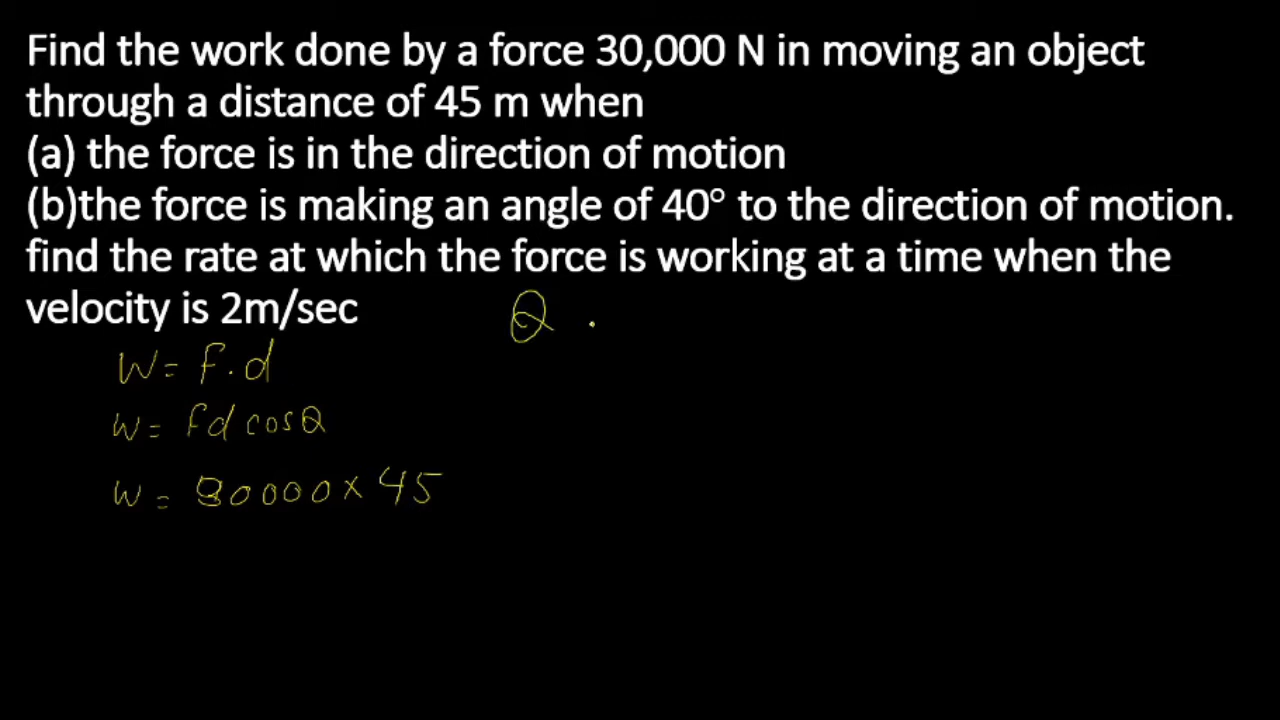 Find the work done by a force 30,000 N in moving an object
through a distance of 45 m when
(a) the force is in the direction of motion
(b)the force is making an angle of 40° to the direction of motion.
find the rate at which the force is working at a time when the
velocity is 2m/sec
θ .
W = F . d
W = Fd cosθ
W = 30000 × 45